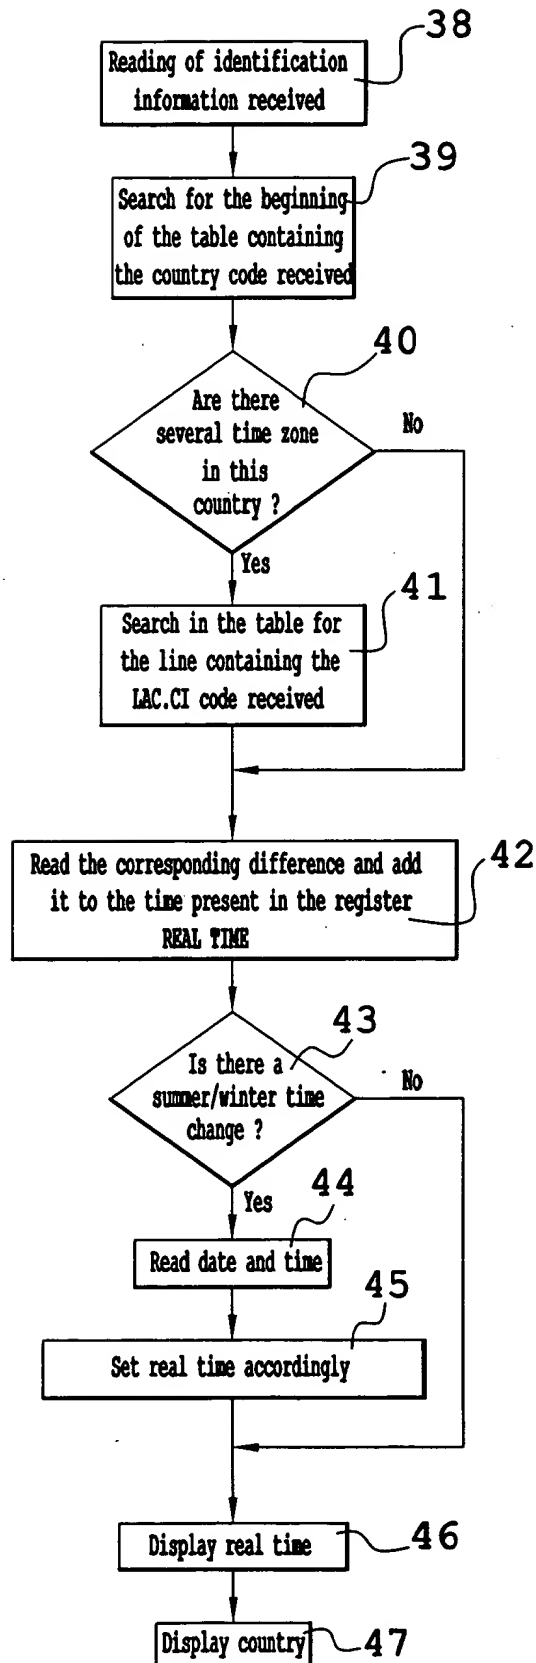 38
Reading of identification
information received
39
Search for the beginning
of the table containing
the country code received
40
Are there
several time zone
in this
country ?
No
Yes
41
Search in the table for
the line containing the
LAC.CI code received
42
Read the corresponding difference and add
it to the time present in the register
REAL TIME
43
Is there a
summer/winter time
change ?
No
Yes
44
Read date and time
45
Set real time accordingly
Display real time
46
Display country
47